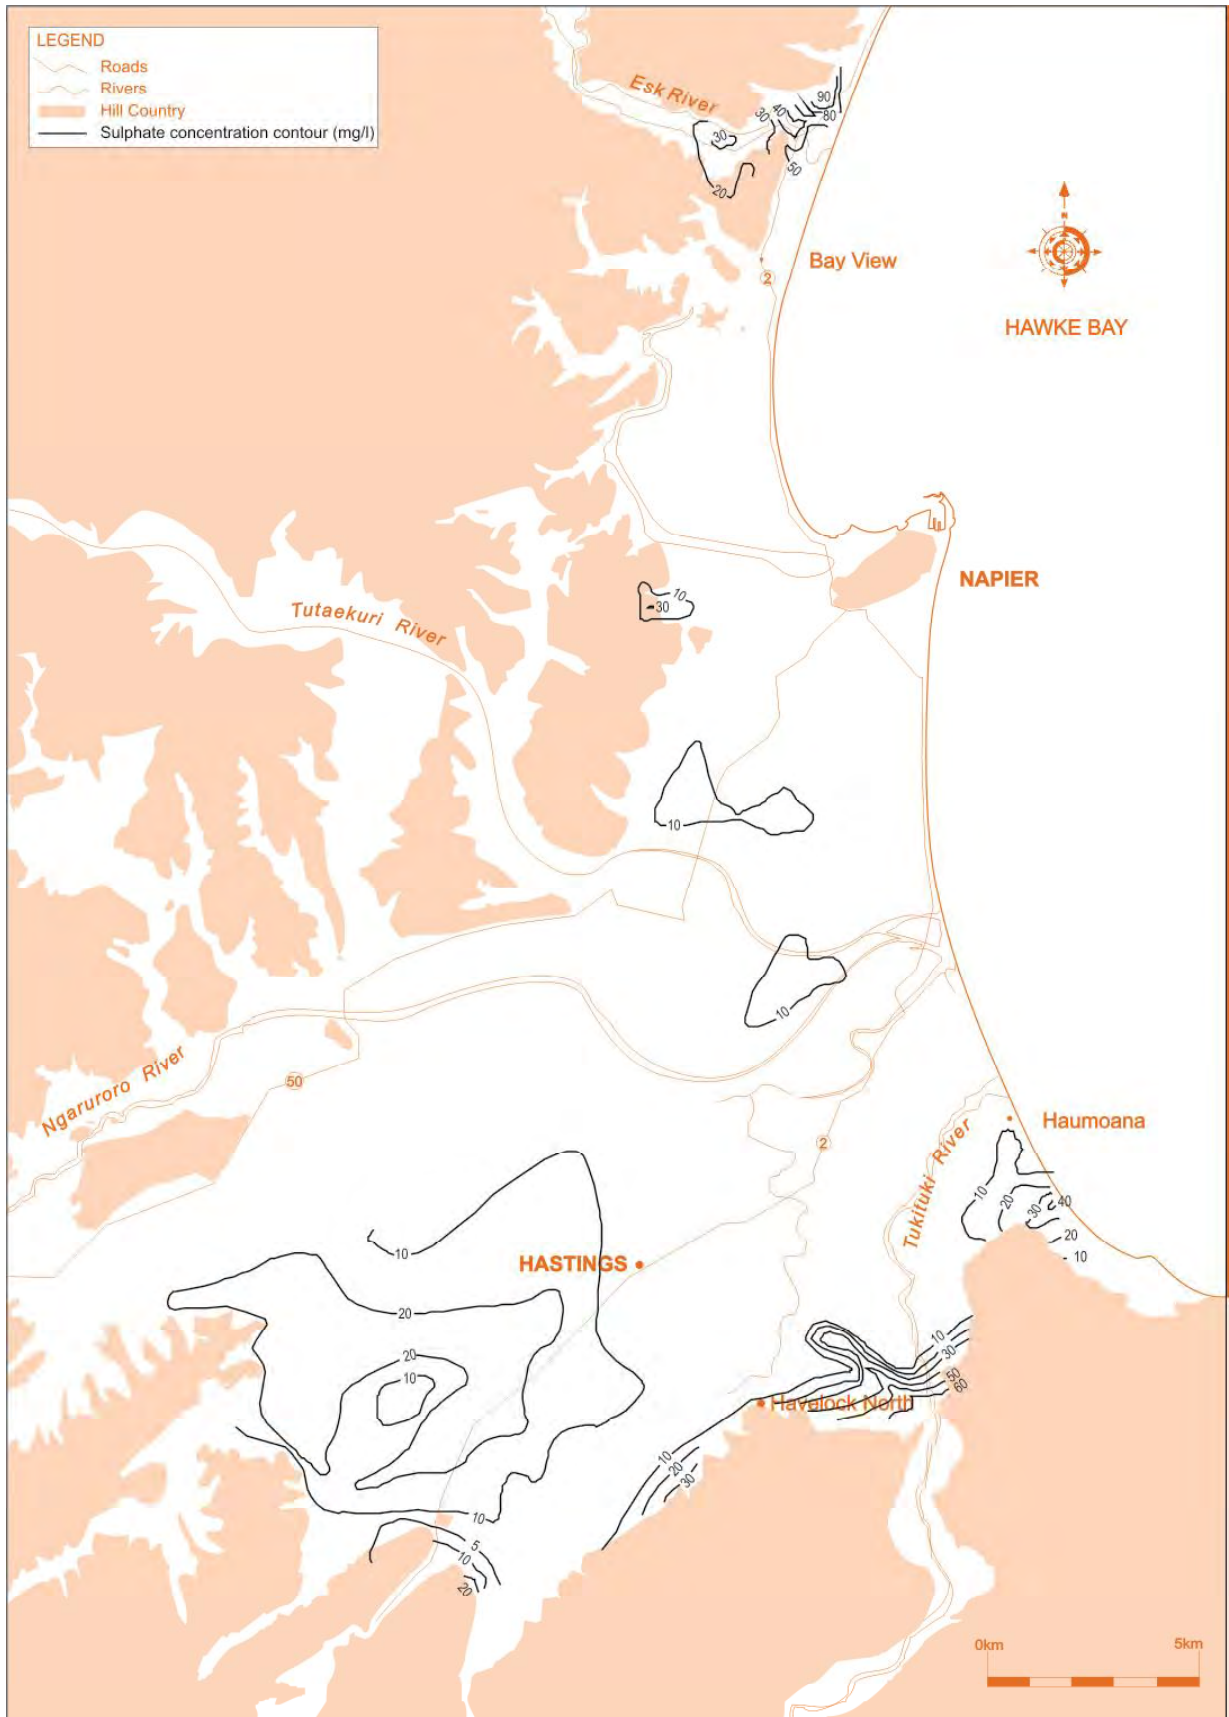 LEGEND
Roads
Rivers
Hill Country
Sulphate concentration contour (mg/l)
Esk River
30
40
90
80
30
50
20
N
Bay View
2
HAWKE BAY
NAPIER
10
30
Tutaekuri River
10
10
Ngaruroro River
50
2
Haumoana
Tukituki River
10
20
30
40
20
10
10
HASTINGS
20
20
10
10
30
50
60
Havelock North
10
20
30
10
5
10
20
0km 5km